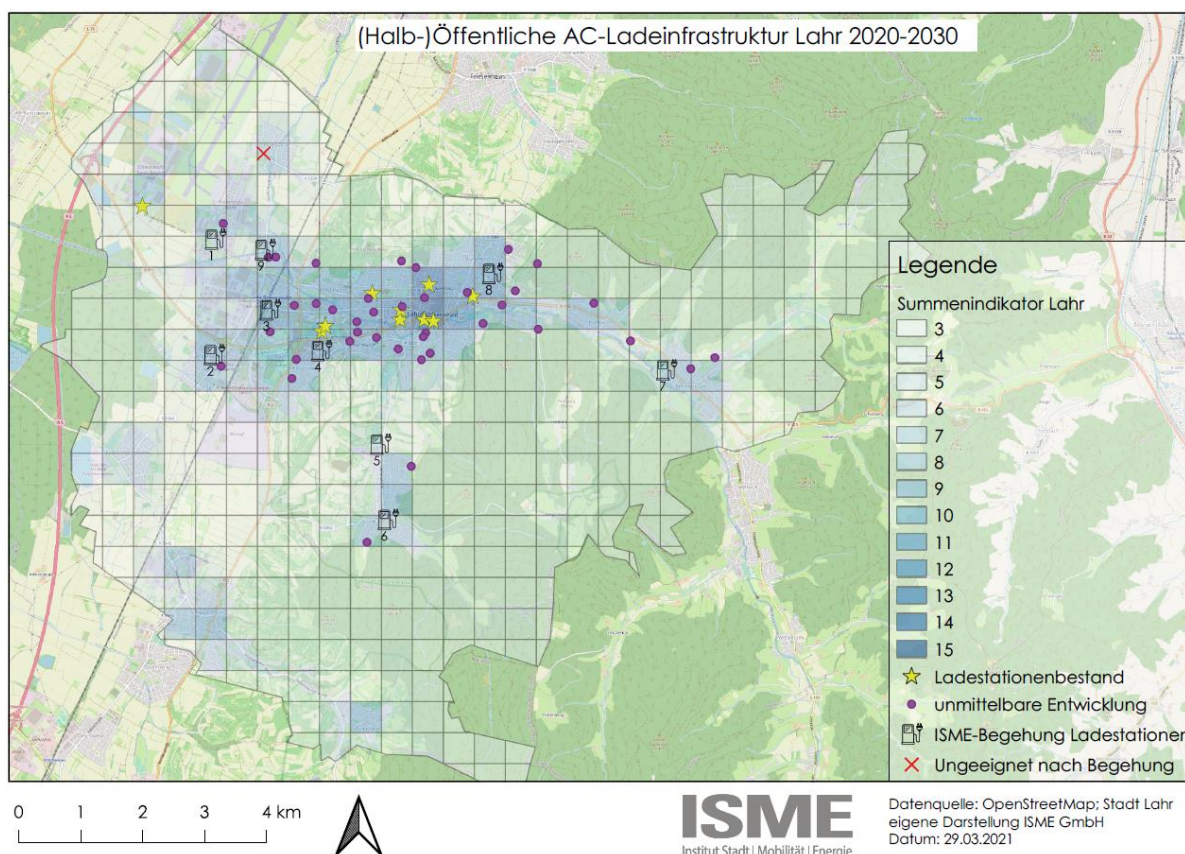 (Halb-)Öffentliche AC-Ladeinfrastruktur Lahr 2020-2030
1
9
8
3
2
4
7
5
6
Legende
Summenindikator Lahr
3
4
5
6
7
8
9
10
11
12
13
14
15
Ladestationenbestand
unmittelbare Entwicklung
ISME-Begehung Ladestationen
Ungeeignet nach Begehung
0 1 2 3 4 km
ISME
Institut Stadt | Mobilität | Energie
Datenquelle: OpenStreetMap; Stadt Lahr
eigene Darstellung ISME GmbH
Datum: 29.03.2021